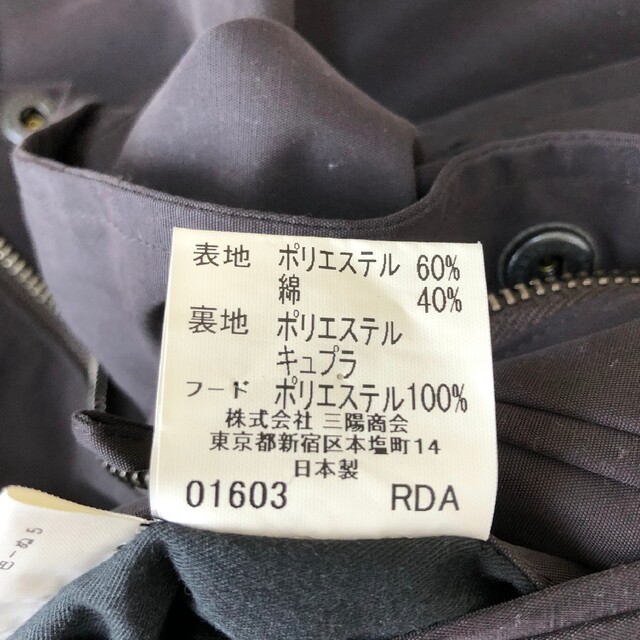 表地 ポリエステル 60%
綿 40%
裏地 ポリエステル
キュプラ
フード ポリエステル100%
株式会社 三陽商会
東京都新宿区本塩町14
日本製
01603 RDA